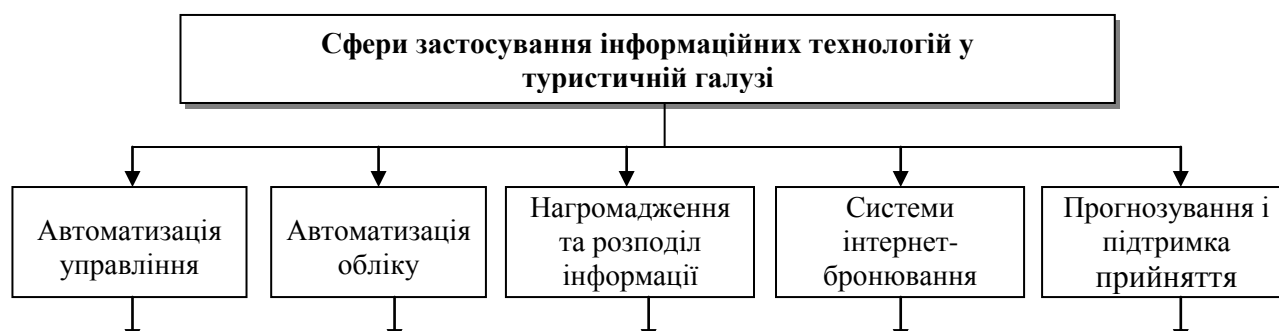 Сфери застосування інформаційних технологій у
туристичній галузі
Автоматизація
управління
Автоматизація
обліку
Нагромадження
та розподіл
інформації
Системи
інтернет-
бронювання
Прогнозування і
підтримка
прийняття